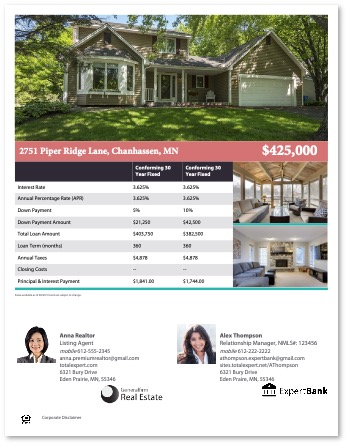 2751 Piper Ridge Lane, Chanhassen, MN $425,000
Conforming 30 Year Fixed Conforming 30 Year Fixed
Interest Rate 3.625% 3.625%
Annual Percentage Rate (APR) 3.625% 3.625%
Down Payment 5% 10%
Down Payment Amount $21,250 $42,500
Total Loan Amount $403,750 $382,500
Loan Term (months) 360 360
Annual Taxes $4,878 $4,878
Closing Costs -- --
Principal & Interest Payment $1,841.00 $1,744.00
Anna Realtor
Listing Agent
mobile 612-555-2345
anna.premiumrealtor@gmail.com
totalexpert.com
6321 Bury Drive
Eden Prairie, MN, 55346
Generalfirm
Real Estate
Alex Thompson
Relationship Manager, NMLS#: 123456
mobile 612-222-2222
athompson.expertbank@gmail.com
sites.totalexpert.net/AThompson
6321 Bury Drive
Eden Praire, MN, 55346
ExpertBank
Corporate Disclaimer